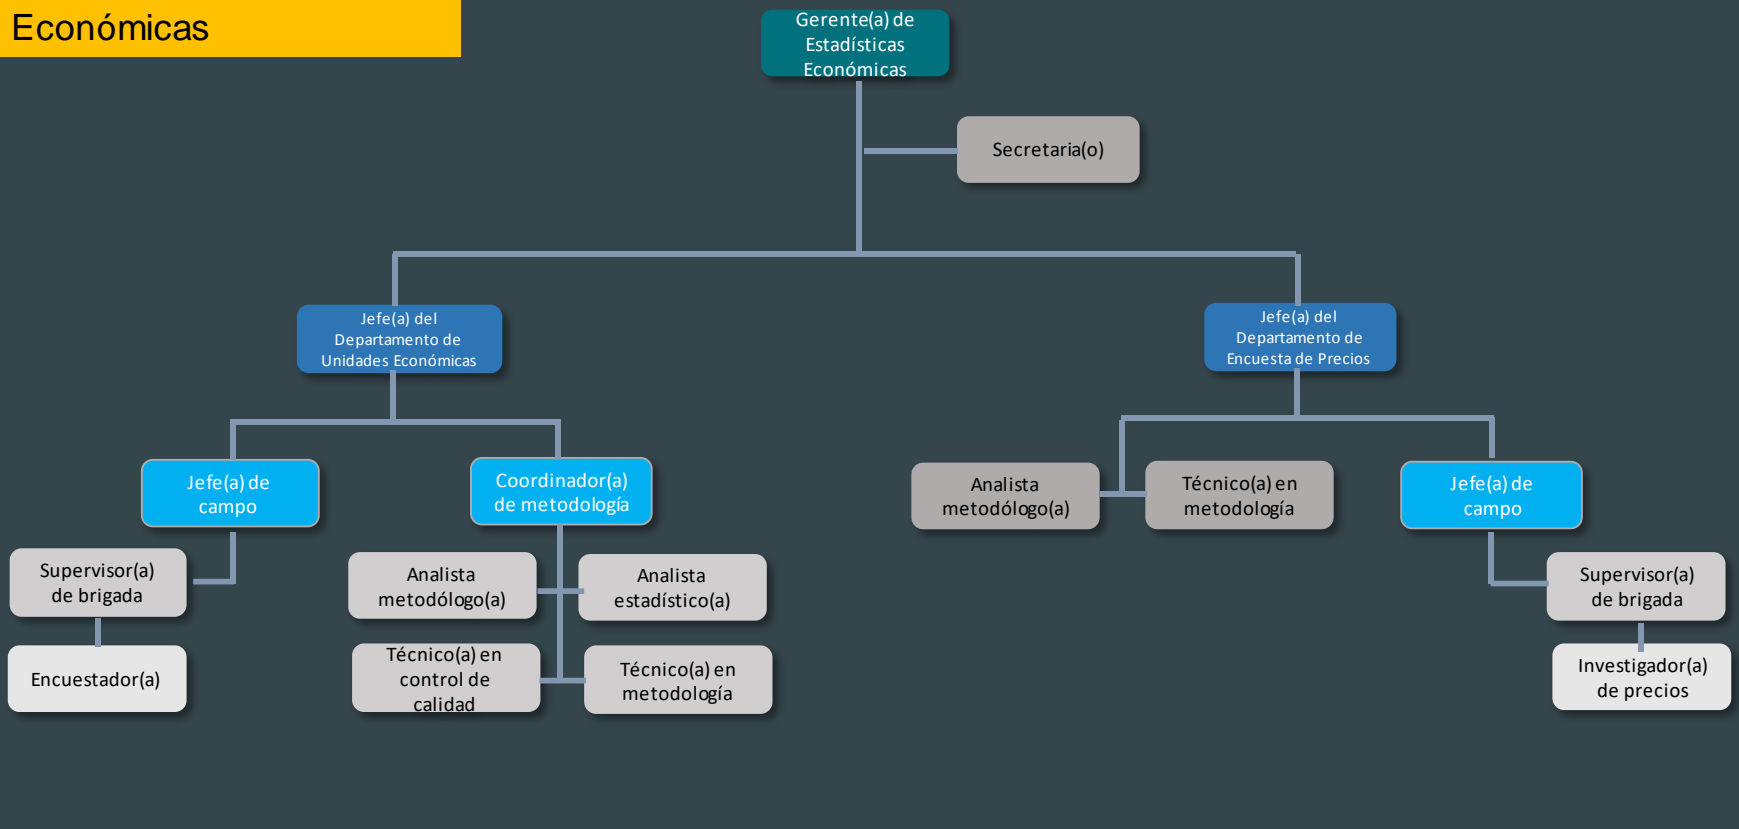 Económicas
Gerente(a) de
Estadísticas
Económicas
Secretaria(o)
Jefe(a) del
Departamento de
Unidades Económicas
Jefe(a) del
Departamento de
Encuesta de Precios
Jefe(a) de
campo
Coordinador(a)
de metodología
Analista
metodólogo(a)
Técnico(a) en
metodología
Jefe(a) de
campo
Supervisor(a)
de brigada
Analista
metodólogo(a)
Analista
estadístico(a)
Supervisor(a)
de brigada
Encuestador(a)
Técnico(a) en
control de
calidad
Técnico(a) en
metodología
Investigador(a)
de precios